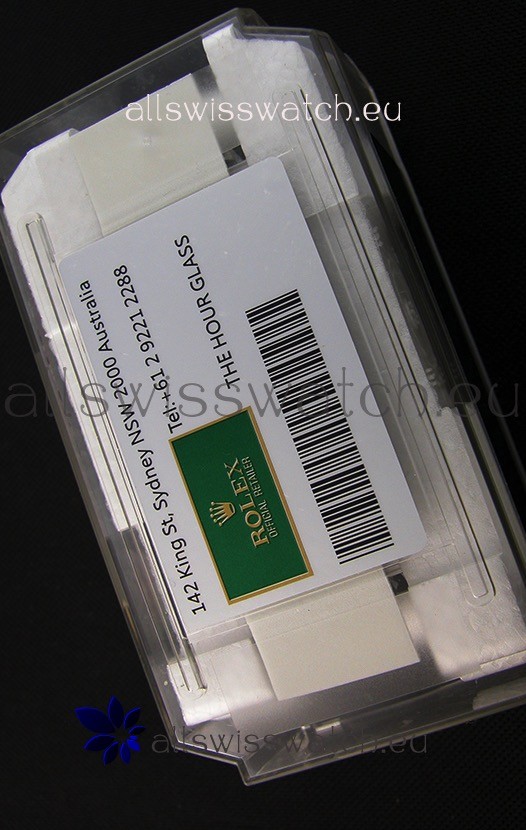 allswisswatch.eu
142 King St, Sydney NSW 2000 Australia
Tel:+61 2 9221 2288
THE HOUR GLASS
ROLEX
OFFICIAL RETAILER
allswisswatch.eu
allswisswatch.eu